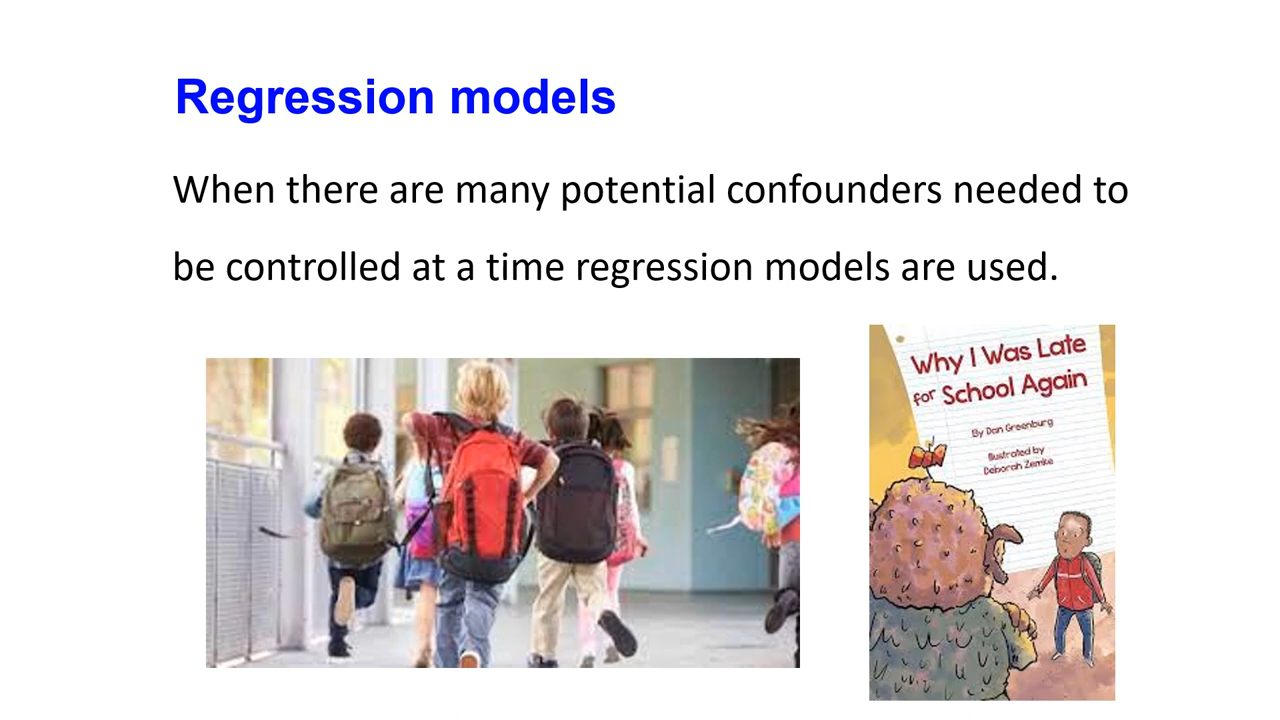 Regression models
When there are many potential confounders needed to
be controlled at a time regression models are used.
Why I Was Late
for School Again
By Dan Greenburg
Illustrated by
Deborah Zemke